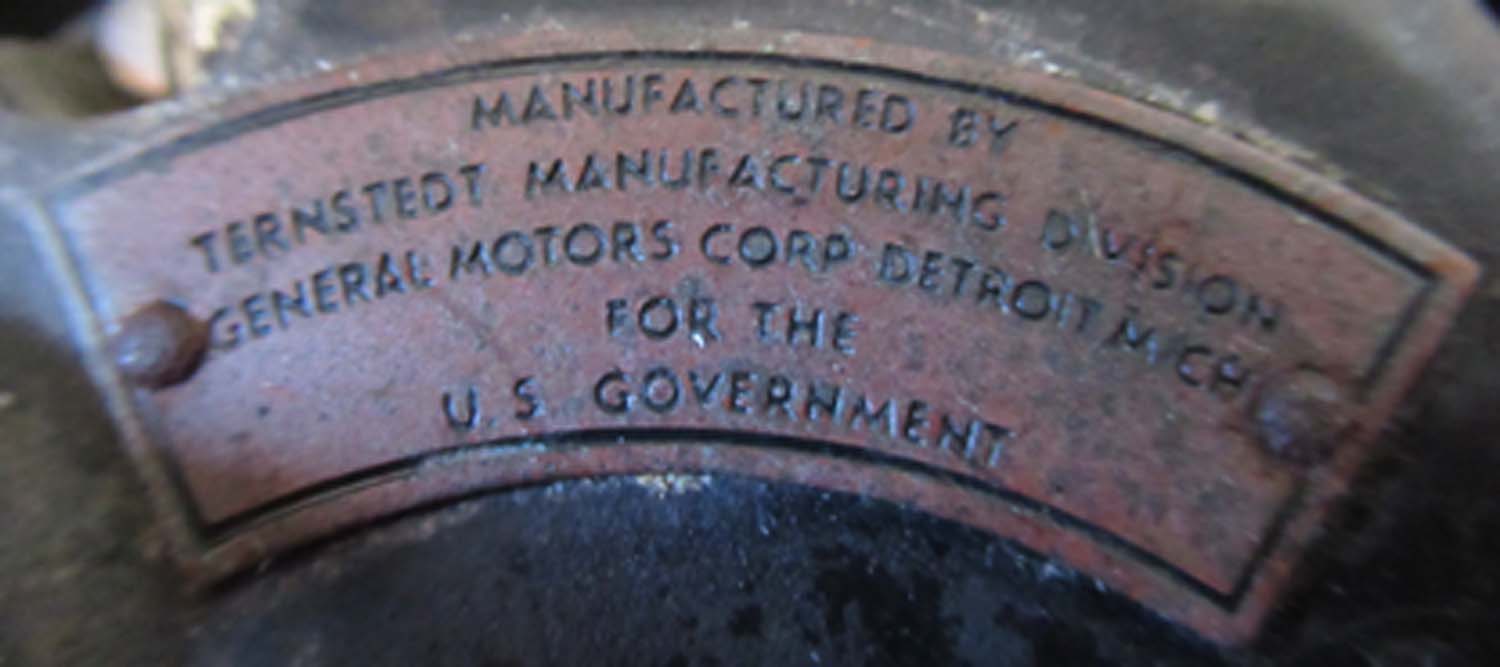 MANUFACTURED BY
TERNSTEDT MANUFACTURING DIVISION
GENERAL MOTORS CORP DETROIT MICH
FOR THE
U.S. GOVERNMENT